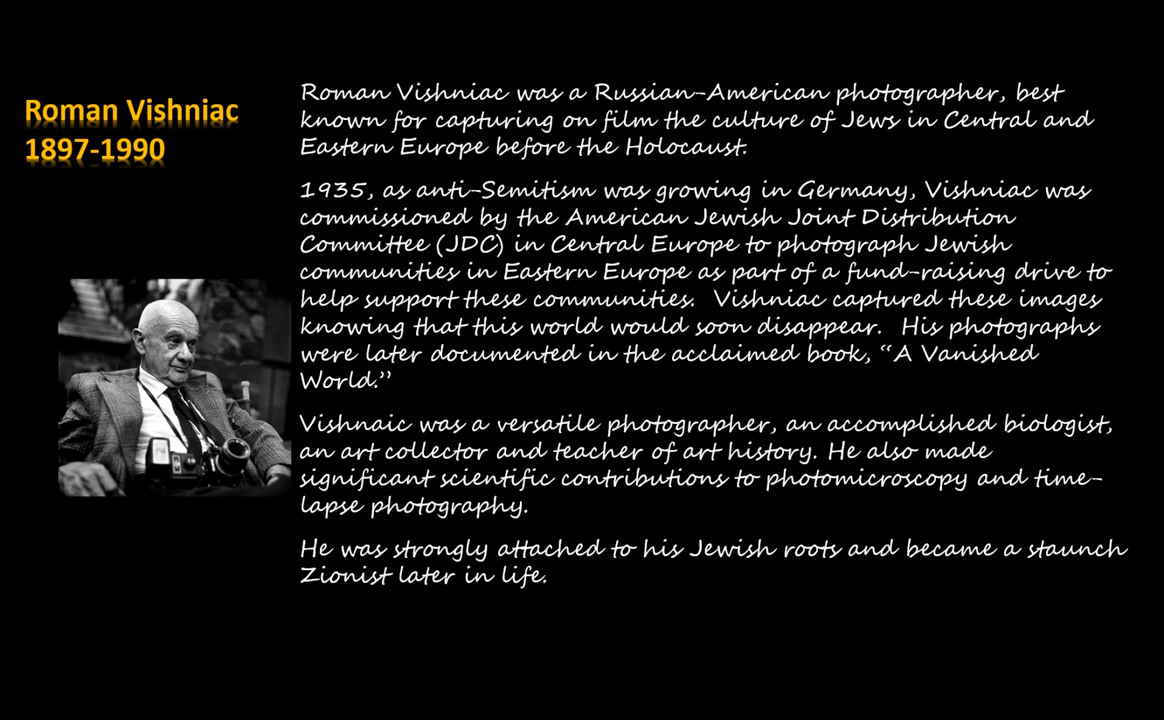 Roman Vishniac
1897-1990
Roman Vishniac was a Russian-American photographer, best
known for capturing on film the culture of Jews in Central and
Eastern Europe before the Holocaust.
1935, as anti-Semitism was growing in Germany, Vishniac was
commissioned by the American Jewish Joint Distribution
Committee (JDC) in Central Europe to photograph Jewish
communities in Eastern Europe as part of a fund-raising drive to
help support these communities.  Vishniac captured these images
knowing that this world would soon disappear.  His photographs
were later documented in the acclaimed book, “A Vanished
World.”
Vishnaic was a versatile photographer, an accomplished biologist,
an art collector and teacher of art history. He also made
significant scientific contributions to photomicroscopy and time-
lapse photography.
He was strongly attached to his Jewish roots and became a staunch
Zionist later in life.